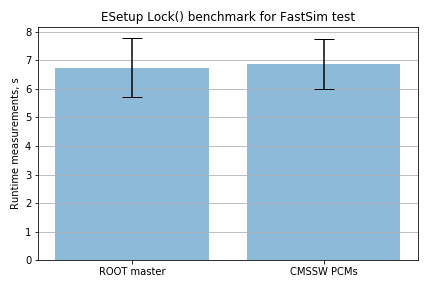 ESetup Lock() benchmark for FastSim test
Runtime measurements, s
8
7
6
5
4
3
2
1
0
ROOT master
CMSSW PCMs